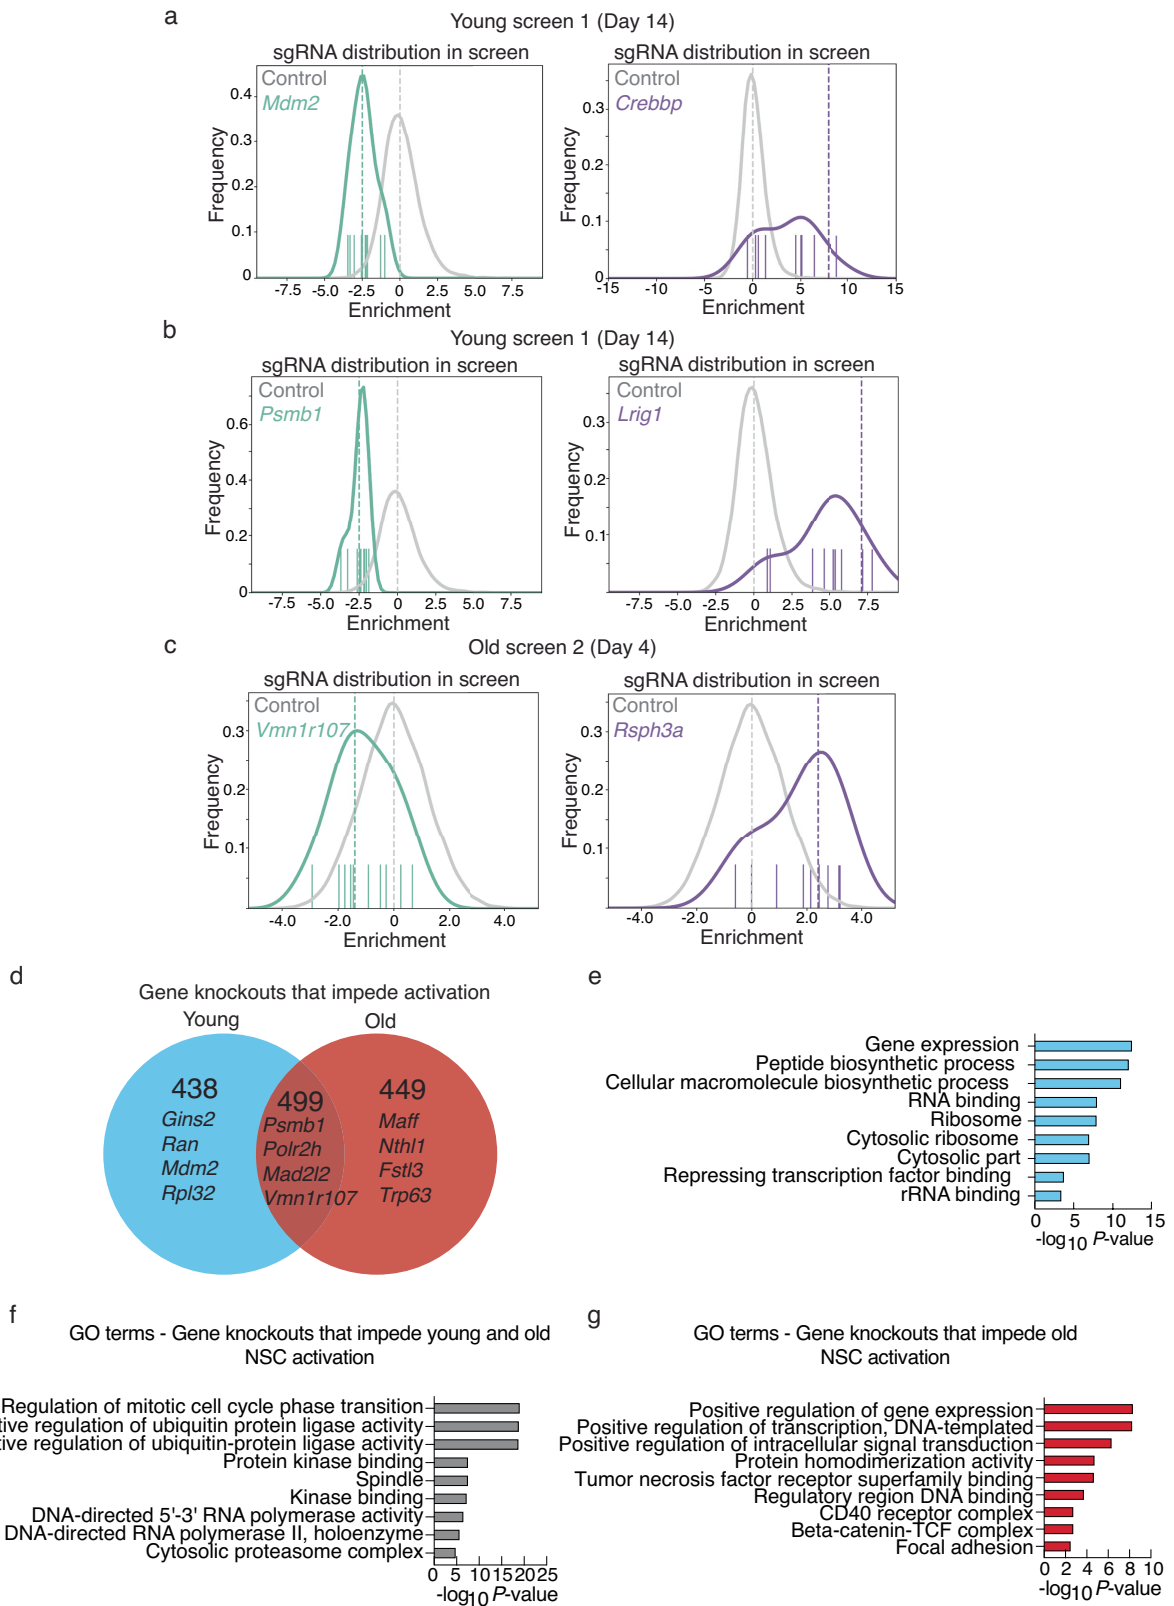 a
Young screen 1 (Day 14)
sgRNA distribution in screen
Control
Mdm2
Frequency
0.4
0.3
0.2
0.1
0
-7.5 -5.0 -2.5 0 2.5 5.0 7.5
Enrichment
sgRNA distribution in screen
Control
Crebbp
Frequency
0.3
0.2
0.1
0
-15 -10 -5 0 5 10 15
Enrichment
b
Young screen 1 (Day 14)
sgRNA distribution in screen
Control
Psmb1
Frequency
0.6
0.4
0.2
0
-7.5 -5.0 -2.5 0 2.5 5.0 7.5
Enrichment
sgRNA distribution in screen
Control
Lrig1
Frequency
0.3
0.2
0.1
-7.5 -5.0 -2.5 0 2.5 5.0 7.5
Enrichment
c
Old screen 2 (Day 4)
sgRNA distribution in screen
Control
Vmn1r107
Frequency
0.3
0.2
0.1
-4.0 -2.0 0 2.0 4.0
Enrichment
sgRNA distribution in screen
Control
Rsph3a
Frequency
0.3
0.2
0.1
-4.0 -2.0 0 2.0 4.0
Enrichment
d
Gene knockouts that impede activation
Young
Old
438
Gins2
Ran
Mdm2
Rpl32
499
Psmb1
Polr2h
Mad2l2
Vmn1r107
449
Maff
Nthl1
Fstl3
Trp63
e
Gene expression
Peptide biosynthetic process
Cellular macromolecule biosynthetic process
RNA binding
Ribosome
Cytosolic ribosome
Cytosolic part
Repressing transcription factor binding
rRNA binding
0 5 10 15
-log10 P-value
f
GO terms - Gene knockouts that impede young and old
NSC activation
Regulation of mitotic cell cycle phase transition
tive regulation of ubiquitin protein ligase activity
tive regulation of ubiquitin-protein ligase activity
Protein kinase binding
Spindle
Kinase binding
DNA-directed 5'-3' RNA polymerase activity
DNA-directed RNA polymerase II, holoenzyme
Cytosolic proteasome complex
0 5 10 15 20 25
-log10 P-value
g
GO terms - Gene knockouts that impede old
NSC activation
Positive regulation of gene expression
Positive regulation of transcription, DNA-templated
Positive regulation of intracellular signal transduction
Protein homodimerization activity
Tumor necrosis factor receptor superfamily binding
Regulatory region DNA binding
CD40 receptor complex
Beta-catenin-TCF complex
Focal adhesion
0 2 4 6 8 10
-log10 P-value